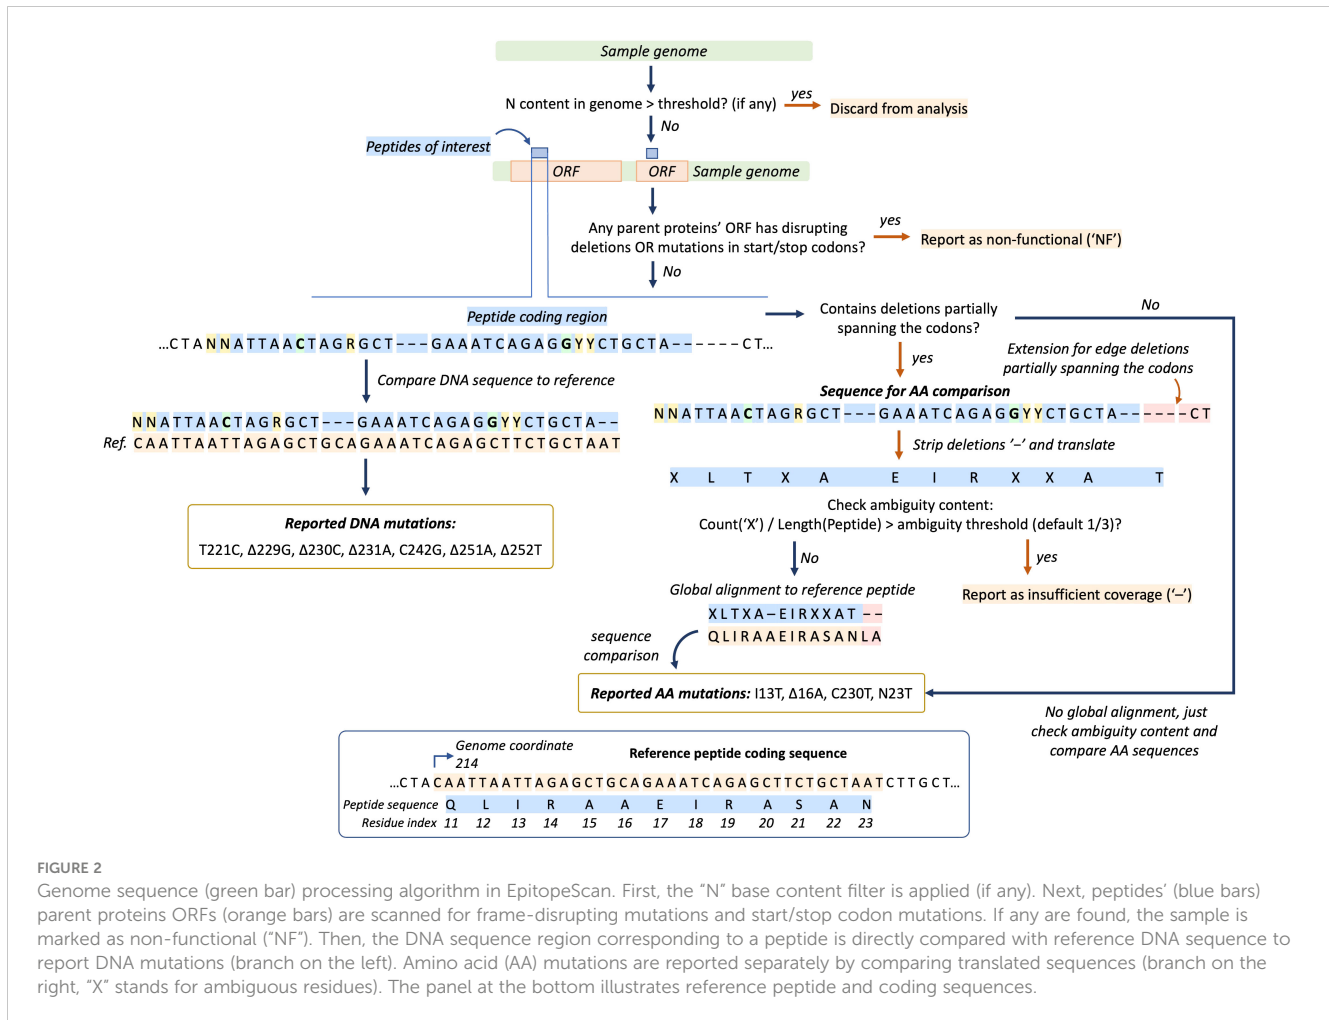 Sample genome
N content in genome > threshold? (if any)
yes
Discard from analysis
No
Peptides of interest
ORF
ORF
Sample genome
Any parent proteins’ ORF has disrupting
deletions OR mutations in start/stop codons?
yes
Report as non-functional (‘NF’)
No
Peptide coding region
...CTANNATTAACTAGRGCT---GAAATCAGAGGYYCTGCTA------CT...
Compare DNA sequence to reference
NNATTAACTAGRGCT---GAAATCAGAGGYYCTGCTA--
Ref. CAATTAATTAGAGCTGCAGAAATCAGAGCTTCTGCTAAT
Reported DNA mutations:
T221C, Δ229G, Δ230C, Δ231A, C242G, Δ251A, Δ252T
Contains deletions partially
spanning the codons?
No
yes
Extension for edge deletions
partially spanning the codons
Sequence for AA comparison
NNATTAACTAGRGCT---GAAATCAGAGGYYCTGCTA------CT
Strip deletions ‘–’ and translate
X L T X A E I R X X A T
Check ambiguity content:
Count(‘X’) / Length(Peptide) > ambiguity threshold (default 1/3)?
No
yes
Global alignment to reference peptide
Report as insufficient coverage (‘–’)
XLTXA–EIRXXAT––
QLIRAAEIRASANLA
sequence
comparison
Reported AA mutations: I13T, Δ16A, C230T, N23T
No global alignment, just
check ambiguity content and
compare AA sequences
Genome coordinate
214
Reference peptide coding sequence
...CTACAATTAATTAGAGCTGCAGAAATCAGAGCTTCTGCTAATCTTGCT...
Peptide sequence Q L I R A A E I R A S A N
Residue index 11 12 13 14 15 16 17 18 19 20 21 22 23
FIGURE 2
Genome sequence (green bar) processing algorithm in EpitopeScan. First, the “N” base content filter is applied (if any). Next, peptides’ (blue bars)
parent proteins ORFs (orange bars) are scanned for frame-disrupting mutations and start/stop codon mutations. If any are found, the sample is
marked as non-functional (“NF”). Then, the DNA sequence region corresponding to a peptide is directly compared with reference DNA sequence to
report DNA mutations (branch on the left). Amino acid (AA) mutations are reported separately by comparing translated sequences (branch on the
right, “X” stands for ambiguous residues). The panel at the bottom illustrates reference peptide and coding sequences.